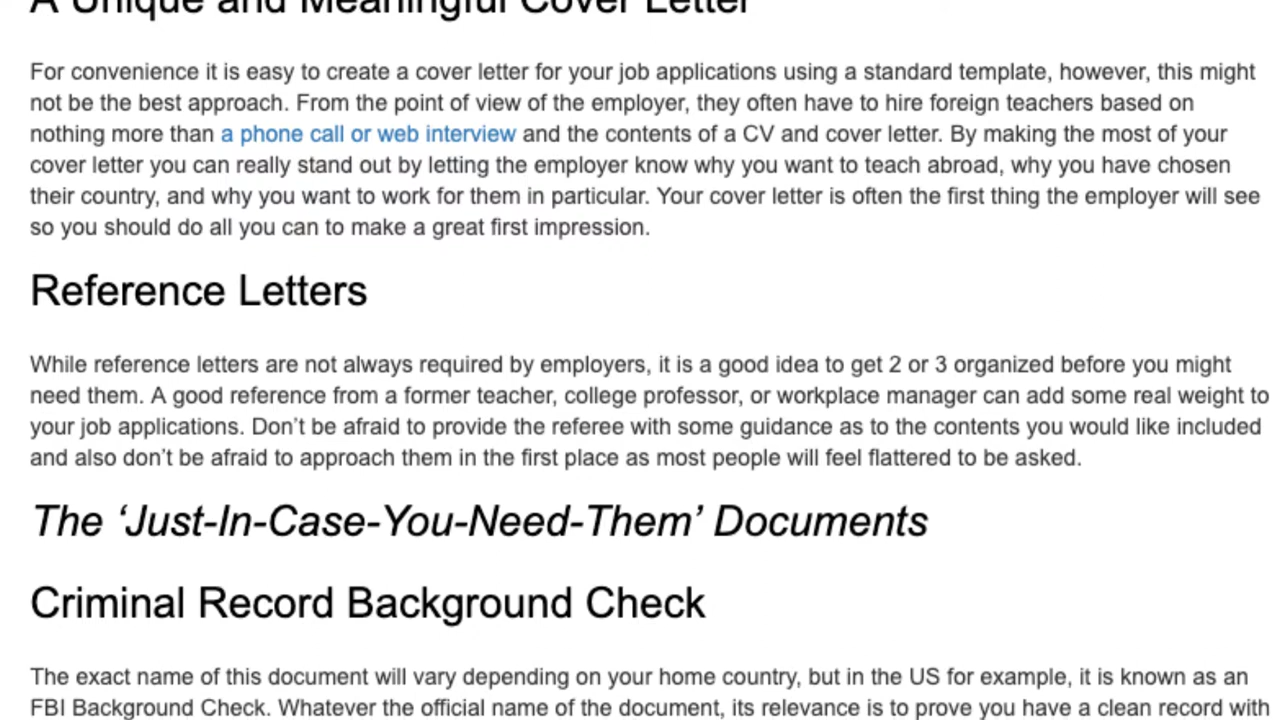 A Unique and Meaningful Cover Letter
For convenience it is easy to create a cover letter for your job applications using a standard template, however, this might
not be the best approach. From the point of view of the employer, they often have to hire foreign teachers based on
nothing more than a phone call or web interview and the contents of a CV and cover letter. By making the most of your
cover letter you can really stand out by letting the employer know why you want to teach abroad, why you have chosen
their country, and why you want to work for them in particular. Your cover letter is often the first thing the employer will see
so you should do all you can to make a great first impression.
Reference Letters
While reference letters are not always required by employers, it is a good idea to get 2 or 3 organized before you might
need them. A good reference from a former teacher, college professor, or workplace manager can add some real weight to
your job applications. Don’t be afraid to provide the referee with some guidance as to the contents you would like included
and also don’t be afraid to approach them in the first place as most people will feel flattered to be asked.
The ‘Just-In-Case-You-Need-Them’ Documents
Criminal Record Background Check
The exact name of this document will vary depending on your home country, but in the US for example, it is known as an
FBI Background Check. Whatever the official name of the document, its relevance is to prove you have a clean record with